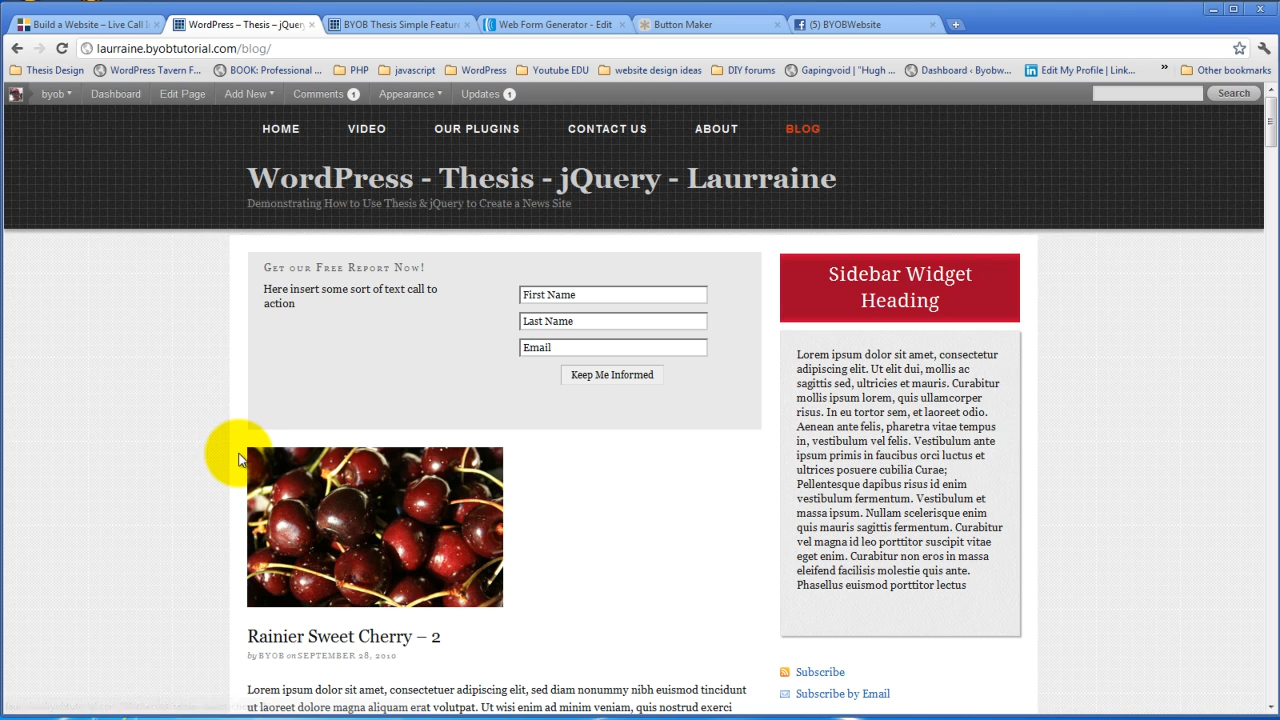 Build a Website – Live Call I
WordPress – Thesis – jQuery
BYOB Thesis Simple Feature
Web Form Generator - Edit
Button Maker
(5) BYOBWebsite
laurraine.byobtutorial.com/blog/
Thesis Design
WordPress Tavern F...
BOOK: Professional ...
PHP
javascript
WordPress
Youtube EDU
website design ideas
DIY forums
Gapingvoid | "Hugh ...
Dashboard ‹ Byobw...
Edit My Profile | Link...
»
Other bookmarks
byob
Dashboard
Edit Page
Add New
Comments 1
Appearance
Updates 1
Search
HOME
VIDEO
OUR PLUGINS
CONTACT US
ABOUT
BLOG
WordPress - Thesis - jQuery - Laurraine
Demonstrating How to Use Thesis & jQuery to Create a News Site
Get our Free Report Now!
Here insert some sort of text call to
action
First Name
Last Name
Email
Keep Me Informed
Rainier Sweet Cherry – 2
by BYOB on SEPTEMBER 28, 2010
Lorem ipsum dolor sit amet, consectetuer adipiscing elit, sed diam nonummy nibh euismod tincidunt
ut laoreet dolore magna aliquam erat volutpat. Ut wisi enim ad minim veniam, quis nostrud exerci
Sidebar Widget
Heading
Lorem ipsum dolor sit amet, consectetur
adipiscing elit. Ut elit dui, mollis ac
sagittis sed, ultricies et mauris. Curabitur
mollis ipsum lorem, quis ullamcorper
risus. In eu tortor sem, et laoreet odio.
Aenean ante felis, pharetra vitae tempus
in, vestibulum vel felis. Vestibulum ante
ipsum primis in faucibus orci luctus et
ultrices posuere cubilia Curae;
Pellentesque dapibus risus id enim
vestibulum fermentum. Vestibulum et
massa ipsum. Nullam scelerisque enim
quis mauris sagittis fermentum. Curabitur
vel magna id leo porttitor suscipit vitae
eget enim. Curabitur non eros in massa
eleifend facilisis molestie quis ante.
Phasellus euismod porttitor lectus
Subscribe
Subscribe by Email